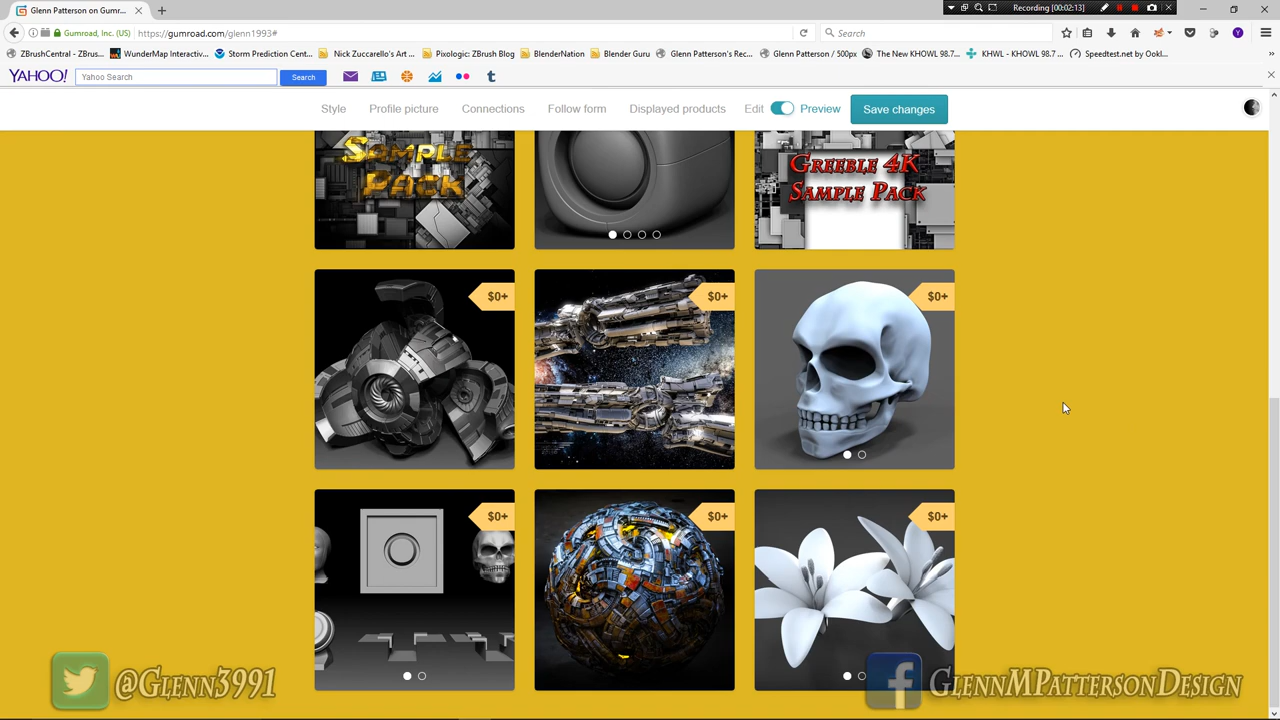 Glenn Patterson on Gumr...
Recording [00:02:13]
Gumroad, Inc. (US)
https://gumroad.com/glenn1993#
Search
ZBrushCentral - ZBrus...
WunderMap Interactiv...
Storm Prediction Cent...
Nick Zuccarello's Art ...
Pixologic: ZBrush Blog
BlenderNation
Blender Guru
Glenn Patterson's Rec...
Glenn Patterson / 500px
The New KHOWL 98.7 ...
KHWL - KHOWL 98.7 ...
Speedtest.net by Ookl...
YAHOO!
Yahoo Search
Search
Style
Profile picture
Connections
Follow form
Displayed products
Edit
Preview
Save changes
Sample
Pack
Greeble 4K
Sample Pack
$0+
$0+
$0+
$0+
$0+
$0+
@Glenn3991
GlennMPattersonDesign